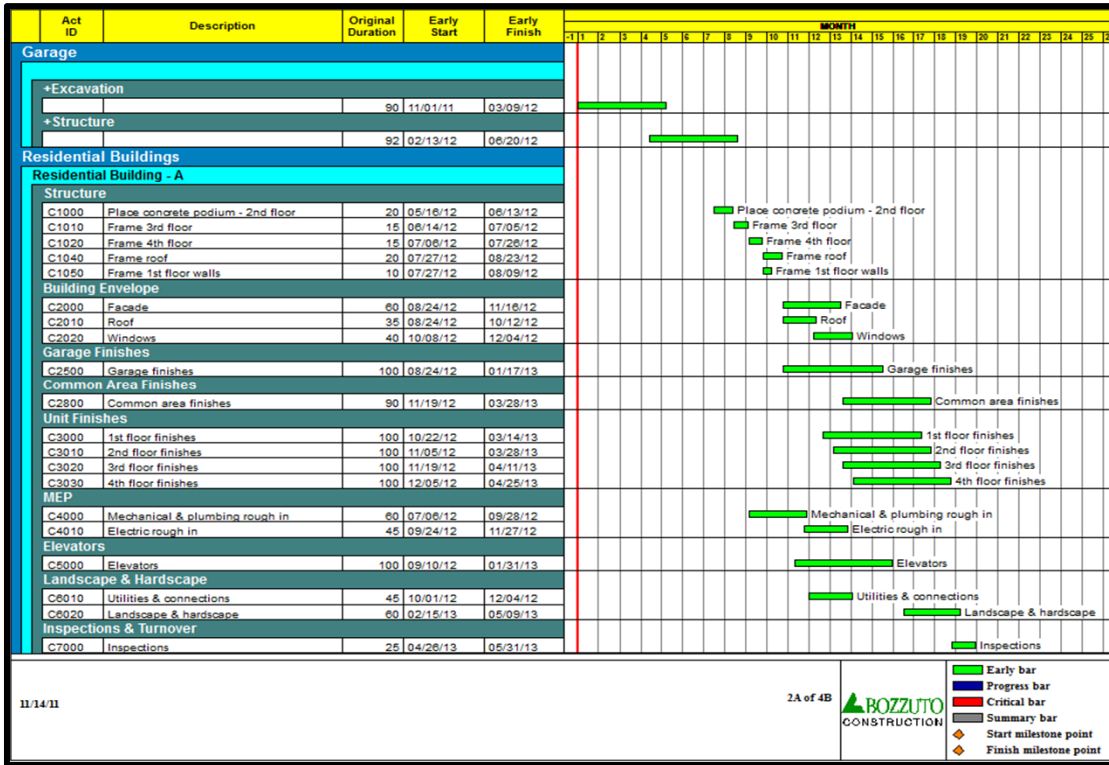 Act ID Description Original Duration Early Start Early Finish MONTH
-1 1 2 3 4 5 6 7 8 9 10 11 12 13 14 15 16 17 18 19 20 21 22 23 24 25
Garage
+Excavation
90 11/01/11 03/09/12
+Structure
92 02/13/12 06/20/12
Residential Buildings
Residential Building - A
Structure
C1000 Place concrete podium - 2nd floor 20 05/16/12 06/13/12 Place concrete podium - 2nd floor
C1010 Frame 3rd floor 15 06/14/12 07/05/12 Frame 3rd floor
C1020 Frame 4th floor 15 07/06/12 07/26/12 Frame 4th floor
C1040 Frame roof 20 07/27/12 08/23/12 Frame roof
C1050 Frame 1st floor walls 10 07/27/12 08/09/12 Frame 1st floor walls
Building Envelope
C2000 Facade 60 08/24/12 11/16/12 Facade
C2010 Roof 35 08/24/12 10/12/12 Roof
C2020 Windows 40 10/08/12 12/04/12 Windows
Garage Finishes
C2500 Garage finishes 100 08/24/12 01/17/13 Garage finishes
Common Area Finishes
C2800 Common area finishes 90 11/19/12 03/28/13 Common area finishes
Unit Finishes
C3000 1st floor finishes 100 10/22/12 03/14/13 1st floor finishes
C3010 2nd floor finishes 100 11/05/12 03/28/13 2nd floor finishes
C3020 3rd floor finishes 100 11/19/12 04/11/13 3rd floor finishes
C3030 4th floor finishes 100 12/05/12 04/25/13 4th floor finishes
MEP
C4000 Mechanical & plumbing rough in 60 07/06/12 09/28/12 Mechanical & plumbing rough in
C4010 Electric rough in 45 09/24/12 11/27/12 Electric rough in
Elevators
C5000 Elevators 100 09/10/12 01/31/13 Elevators
Landscape & Hardscape
C6010 Utilities & connections 45 10/01/12 12/04/12 Utilities & connections
C6020 Landscape & hardscape 60 02/15/13 05/09/13 Landscape & hardscape
Inspections & Turnover
C7000 Inspections 25 04/26/13 05/31/13 Inspections
11/14/11
2A of 4B
BOZZUTO
CONSTRUCTION
Early bar
Progress bar
Critical bar
Summary bar
Start milestone point
Finish milestone point